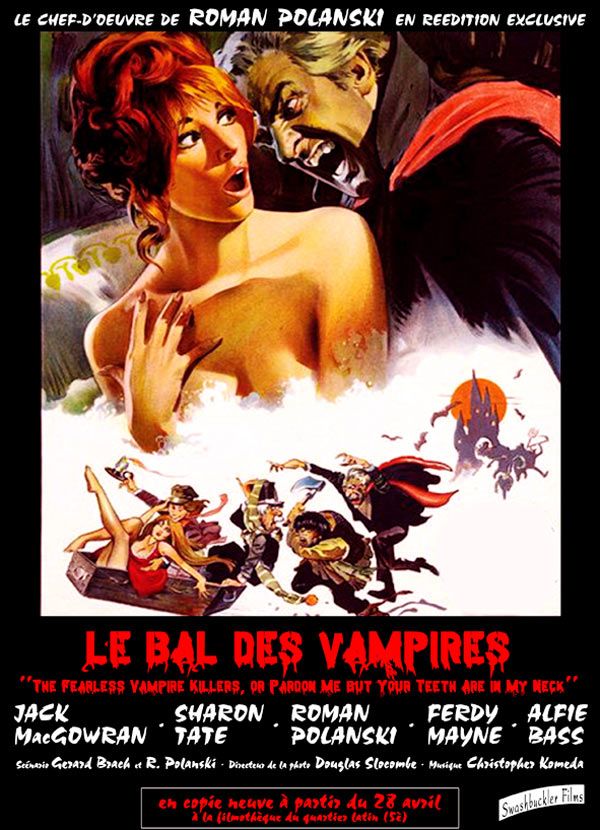 LE CHEF-D'OEUVRE DE ROMAN POLANSKI EN REEDITION EXCLUSIVE
LE BAL DES VAMPIRES
"THE FEARLESS VAMPIRE KILLERS, OR PARDON ME BUT YOUR TEETH ARE IN MY NECK"
JACK MACGOWRAN · SHARON TATE · ROMAN POLANSKI · FERDY MAYNE · ALFIE BASS
Scénario Gerard Brach et R. Polanski · Directeur de la photo Douglas Slocombe · Musique Christopher Komeda
en copie neuve à partir du 28 avril
à la filmothèque du quartier latin (5è)
Swashbuckler Films